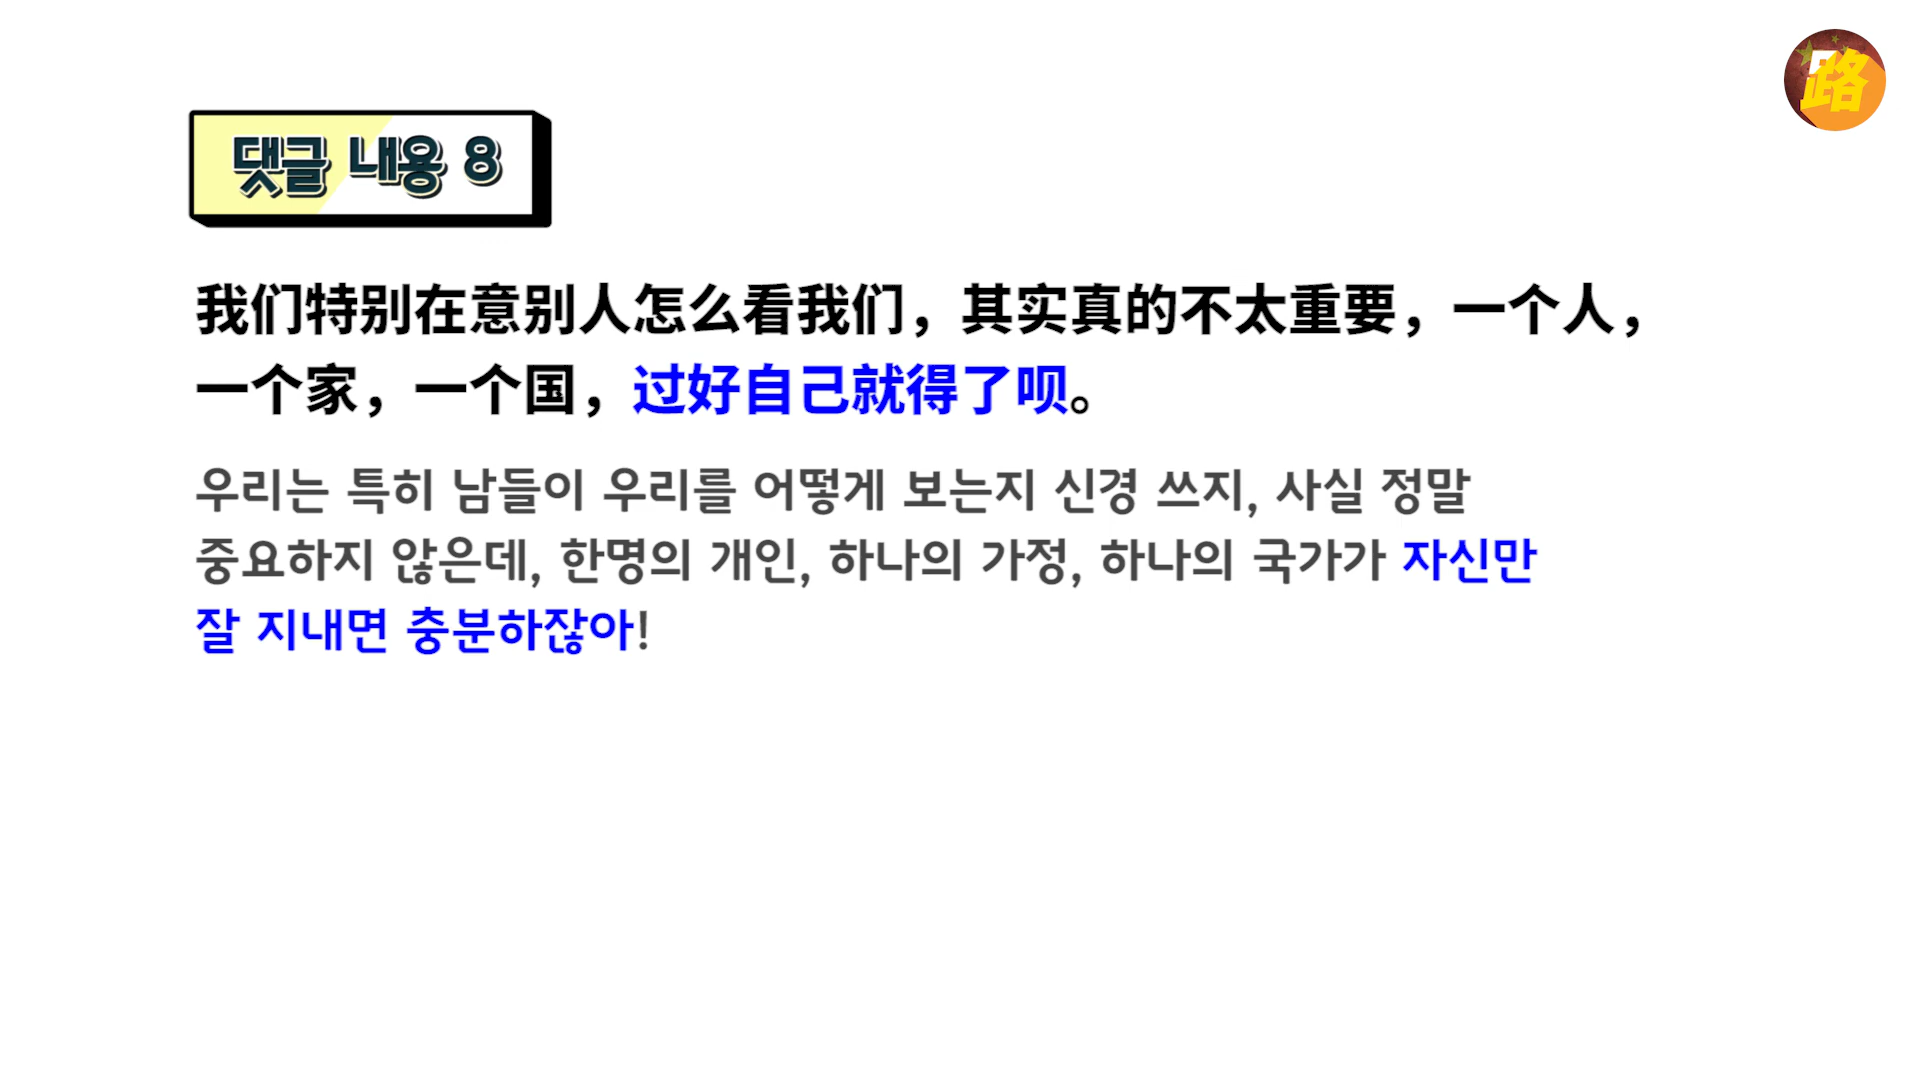 路
댓글 내용 8
我们特别在意别人怎么看我们，其实真的不太重要，一个人，
一个家，一个国，过好自己就得了呗。
우리는 특히 남들이 우리를 어떻게 보는지 신경 쓰지, 사실 정말
중요하지 않은데, 한명의 개인, 하나의 가정, 하나의 국가가 자신만
잘 지내면 충분하잖아!